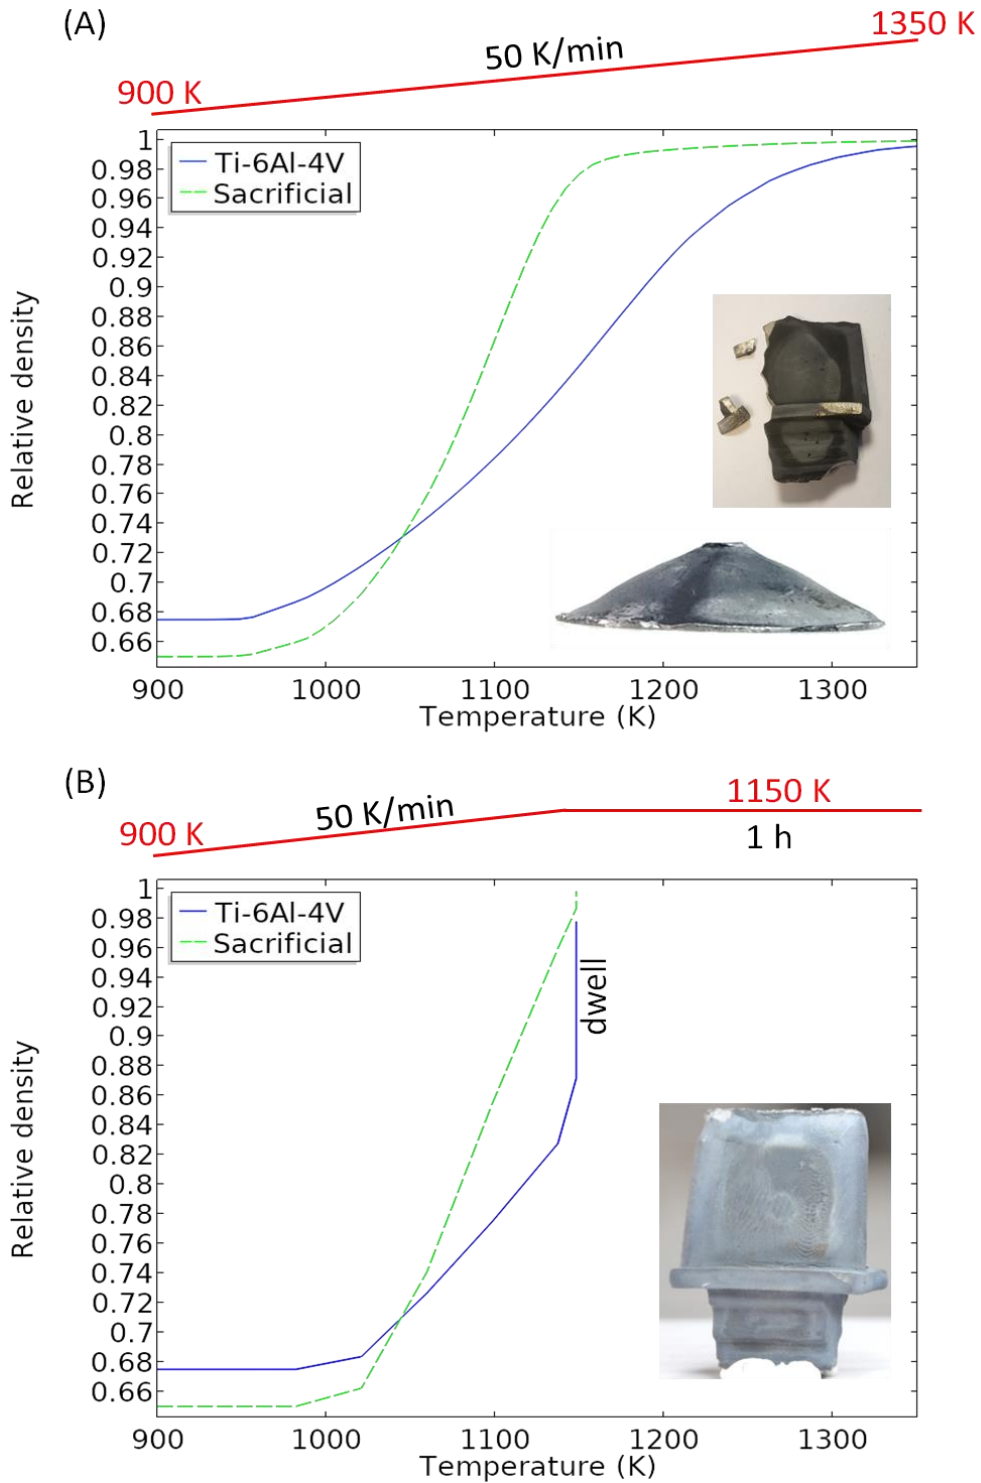 (A)
1350 K
50 K/min
900 K
1
0.98
0.96
0.94
0.92
0.9
0.88
0.86
0.84
0.82
0.8
0.78
0.76
0.74
0.72
0.7
0.68
0.66
Relative density
Ti-6Al-4V
Sacrificial
900
1000
1100
1200
1300
Temperature (K)
(B)
1150 K
50 K/min
900 K
1 h
1
0.98
0.96
0.94
0.92
0.9
0.88
0.86
0.84
0.82
0.8
0.78
0.76
0.74
0.72
0.7
0.68
0.66
Relative density
Ti-6Al-4V
Sacrificial
dwell
900
1000
1100
1200
1300
Temperature (K)